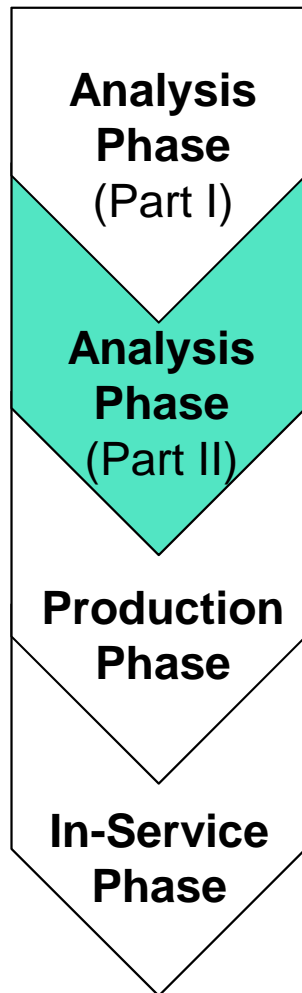 Analysis
Phase
(Part I)
Analysis
Phase
(Part II)
Production
Phase
In-Service
Phase